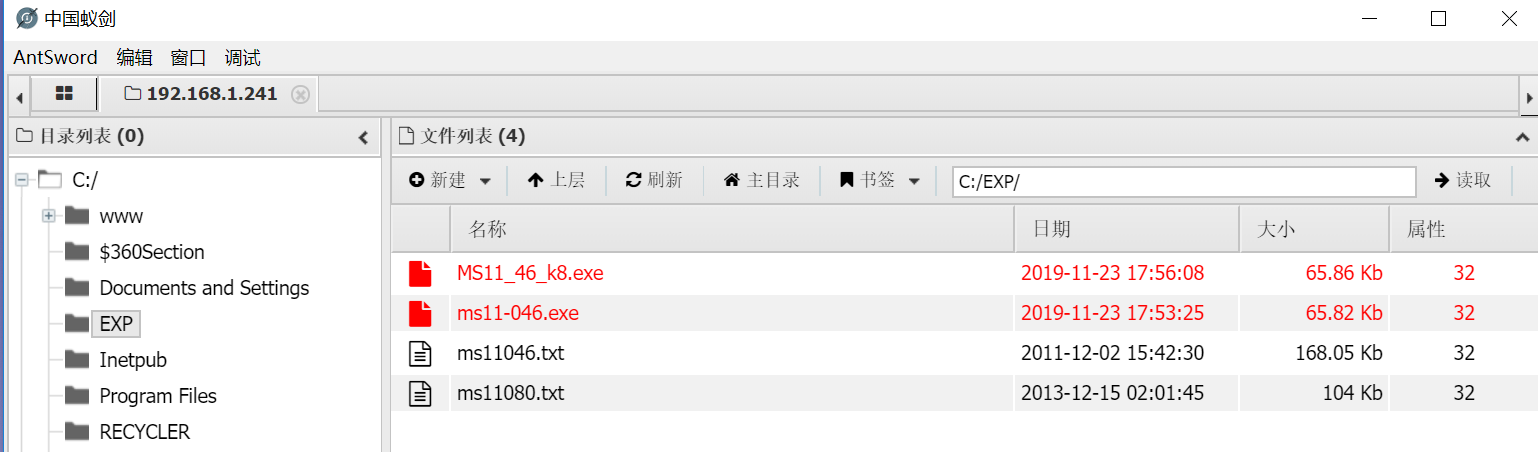 中国蚁剑
AntSword 编辑 窗口 调试
192.168.1.241
目录列表 (0)
文件列表 (4)
新建 上层 刷新 主目录 书签 C:/EXP/ 读取
C:/
www
$360Section
Documents and Settings
EXP
Inetpub
Program Files
RECYCLER
名称 日期 大小 属性
MS11_46_k8.exe 2019-11-23 17:56:08 65.86 Kb 32
ms11-046.exe 2019-11-23 17:53:25 65.82 Kb 32
ms11046.txt 2011-12-02 15:42:30 168.05 Kb 32
ms11080.txt 2013-12-15 02:01:45 104 Kb 32